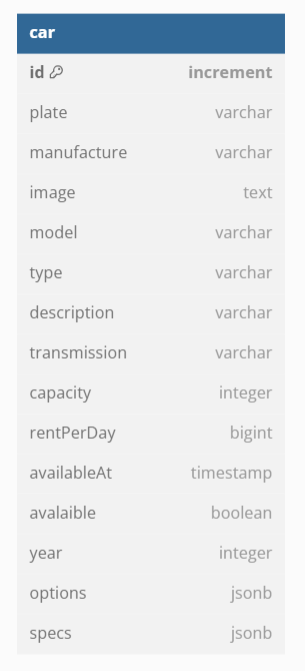 car
id increment
plate varchar
manufacture varchar
image text
model varchar
type varchar
description varchar
transmission varchar
capacity integer
rentPerDay bigint
availableAt timestamp
avalaible boolean
year integer
options jsonb
specs jsonb